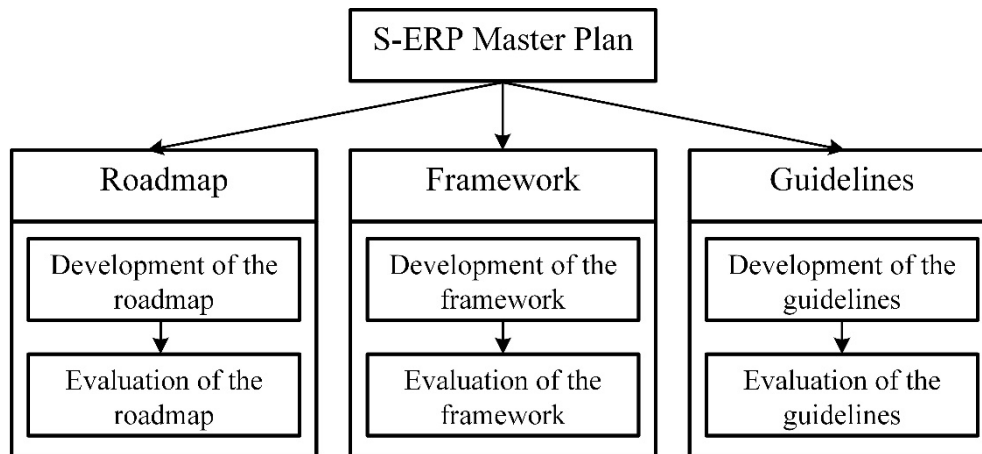 S-ERP Master Plan
Roadmap
Development of the
roadmap
Evaluation of the
roadmap
Framework
Development of the
framework
Evaluation of the
framework
Guidelines
Development of the
guidelines
Evaluation of the
guidelines